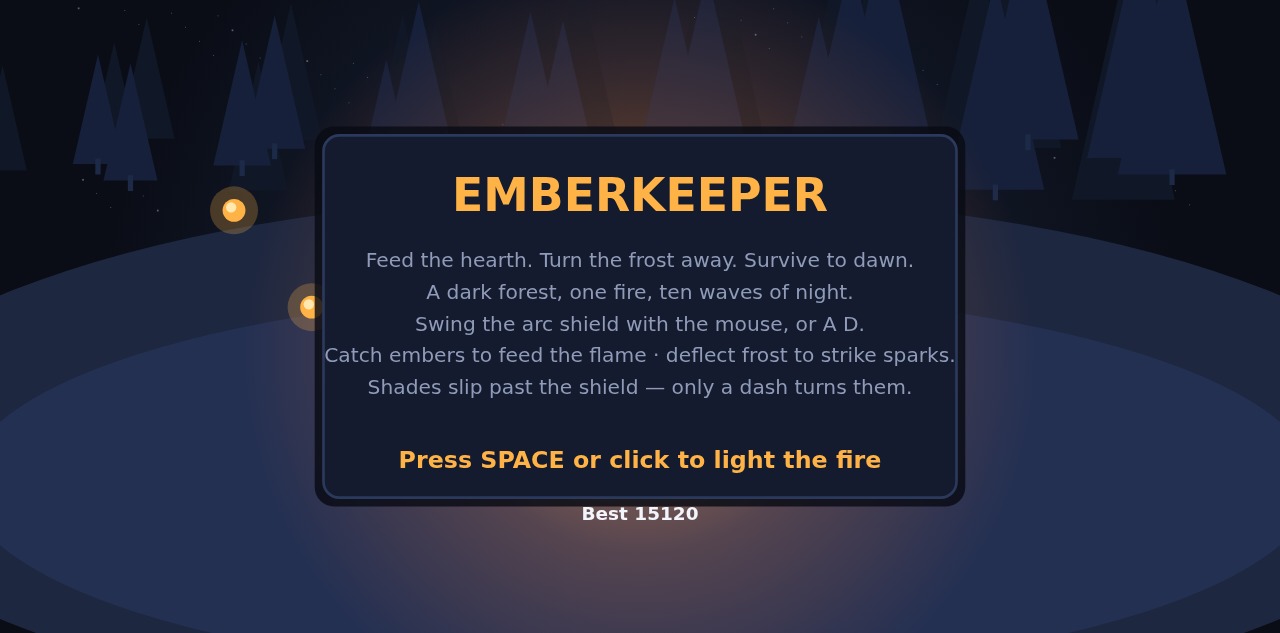 EMBERKEEPER
Feed the hearth. Turn the frost away. Survive to dawn.
A dark forest, one fire, ten waves of night.
Swing the arc shield with the mouse, or A D.
Catch embers to feed the flame · deflect frost to strike sparks.
Shades slip past the shield — only a dash turns them.
Press SPACE or click to light the fire
Best 15120